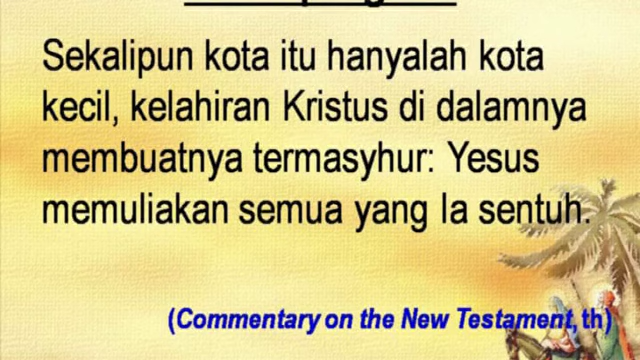 Sekalipun kota itu hanyalah kota
kecil, kelahiran Kristus di dalamnya
membuatnya termasyhur: Yesus
memuliakan semua yang Ia sentuh.
(Commentary on the New Testament, th)